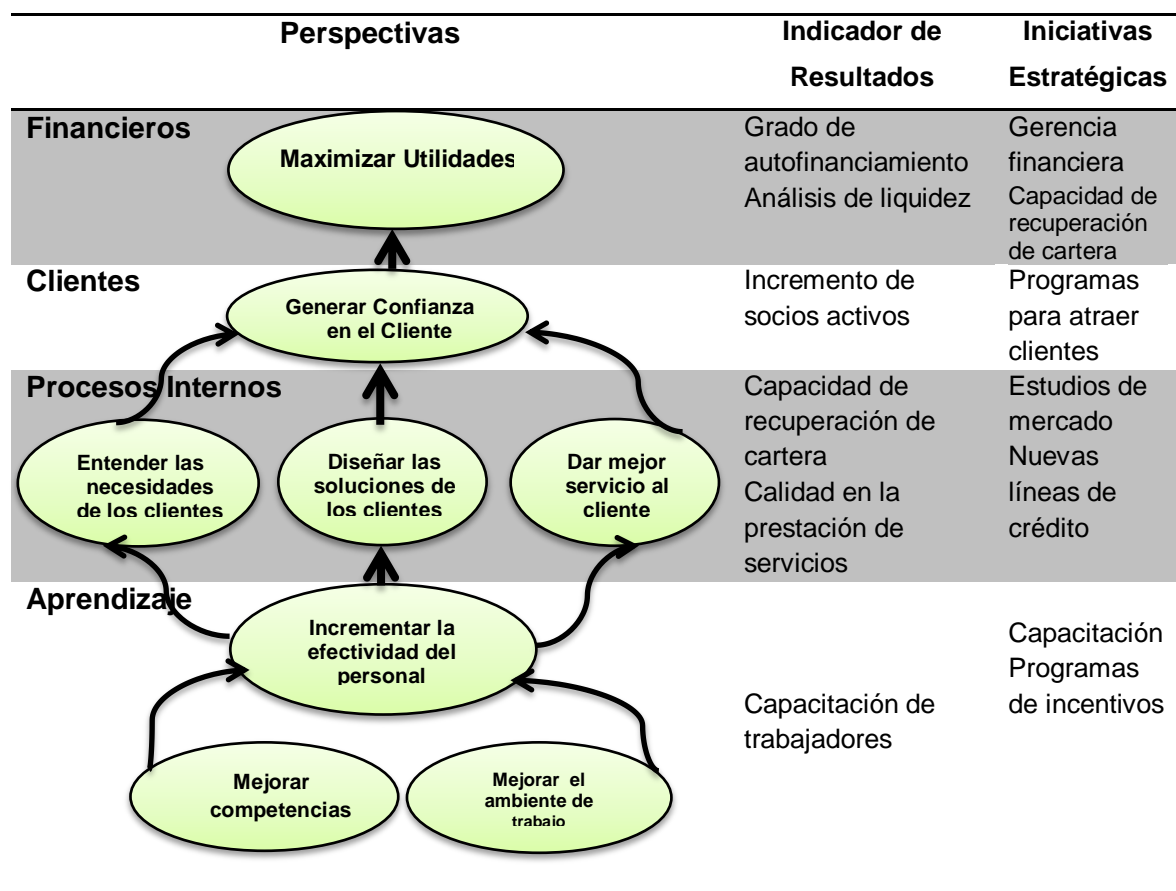 Perspectivas
Indicador de
Resultados
Iniciativas
Estratégicas
Financieros
Maximizar Utilidades
Grado de
autofinanciamiento
Análisis de liquidez
Gerencia
financiera
Capacidad de
recuperación
de cartera
Clientes
Generar Confianza
en el Cliente
Incremento de
socios activos
Programas
para atraer
clientes
Procesos Internos
Entender las
necesidades
de los clientes
Diseñar las
soluciones de
los clientes
Dar mejor
servicio al
cliente
Capacidad de
recuperación de
cartera
Calidad en la
prestación de
servicios
Estudios de
mercado
Nuevas
líneas de
crédito
Aprendizaje
Incrementar la
efectividad del
personal
Mejorar
competencias
Mejorar el
ambiente de
trabajo
Capacitación de
trabajadores
Capacitación
Programas
de incentivos